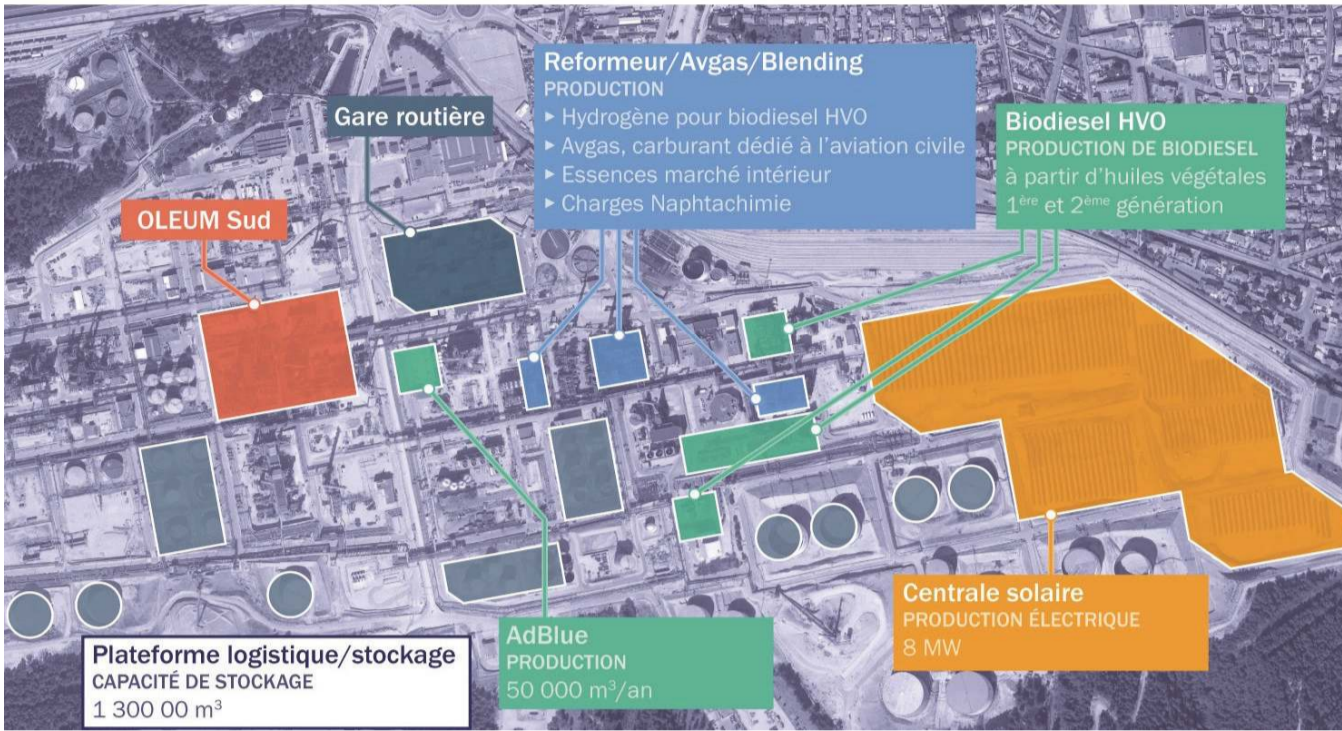 Reformeur/Avgas/Blending
PRODUCTION
▸ Hydrogène pour biodiesel HVO
▸ Avgas, carburant dédié à l'aviation civile
▸ Essences marché intérieur
▸ Charges Naphtachimie
Gare routière
Biodiesel HVO
PRODUCTION DE BIODIESEL
à partir d'huiles végétales
1ère et 2ème génération
OLEUM Sud
Centrale solaire
PRODUCTION ÉLECTRIQUE
8 MW
AdBlue
PRODUCTION
50 000 m³/an
Plateforme logistique/stockage
CAPACITÉ DE STOCKAGE
1 300 00 m³